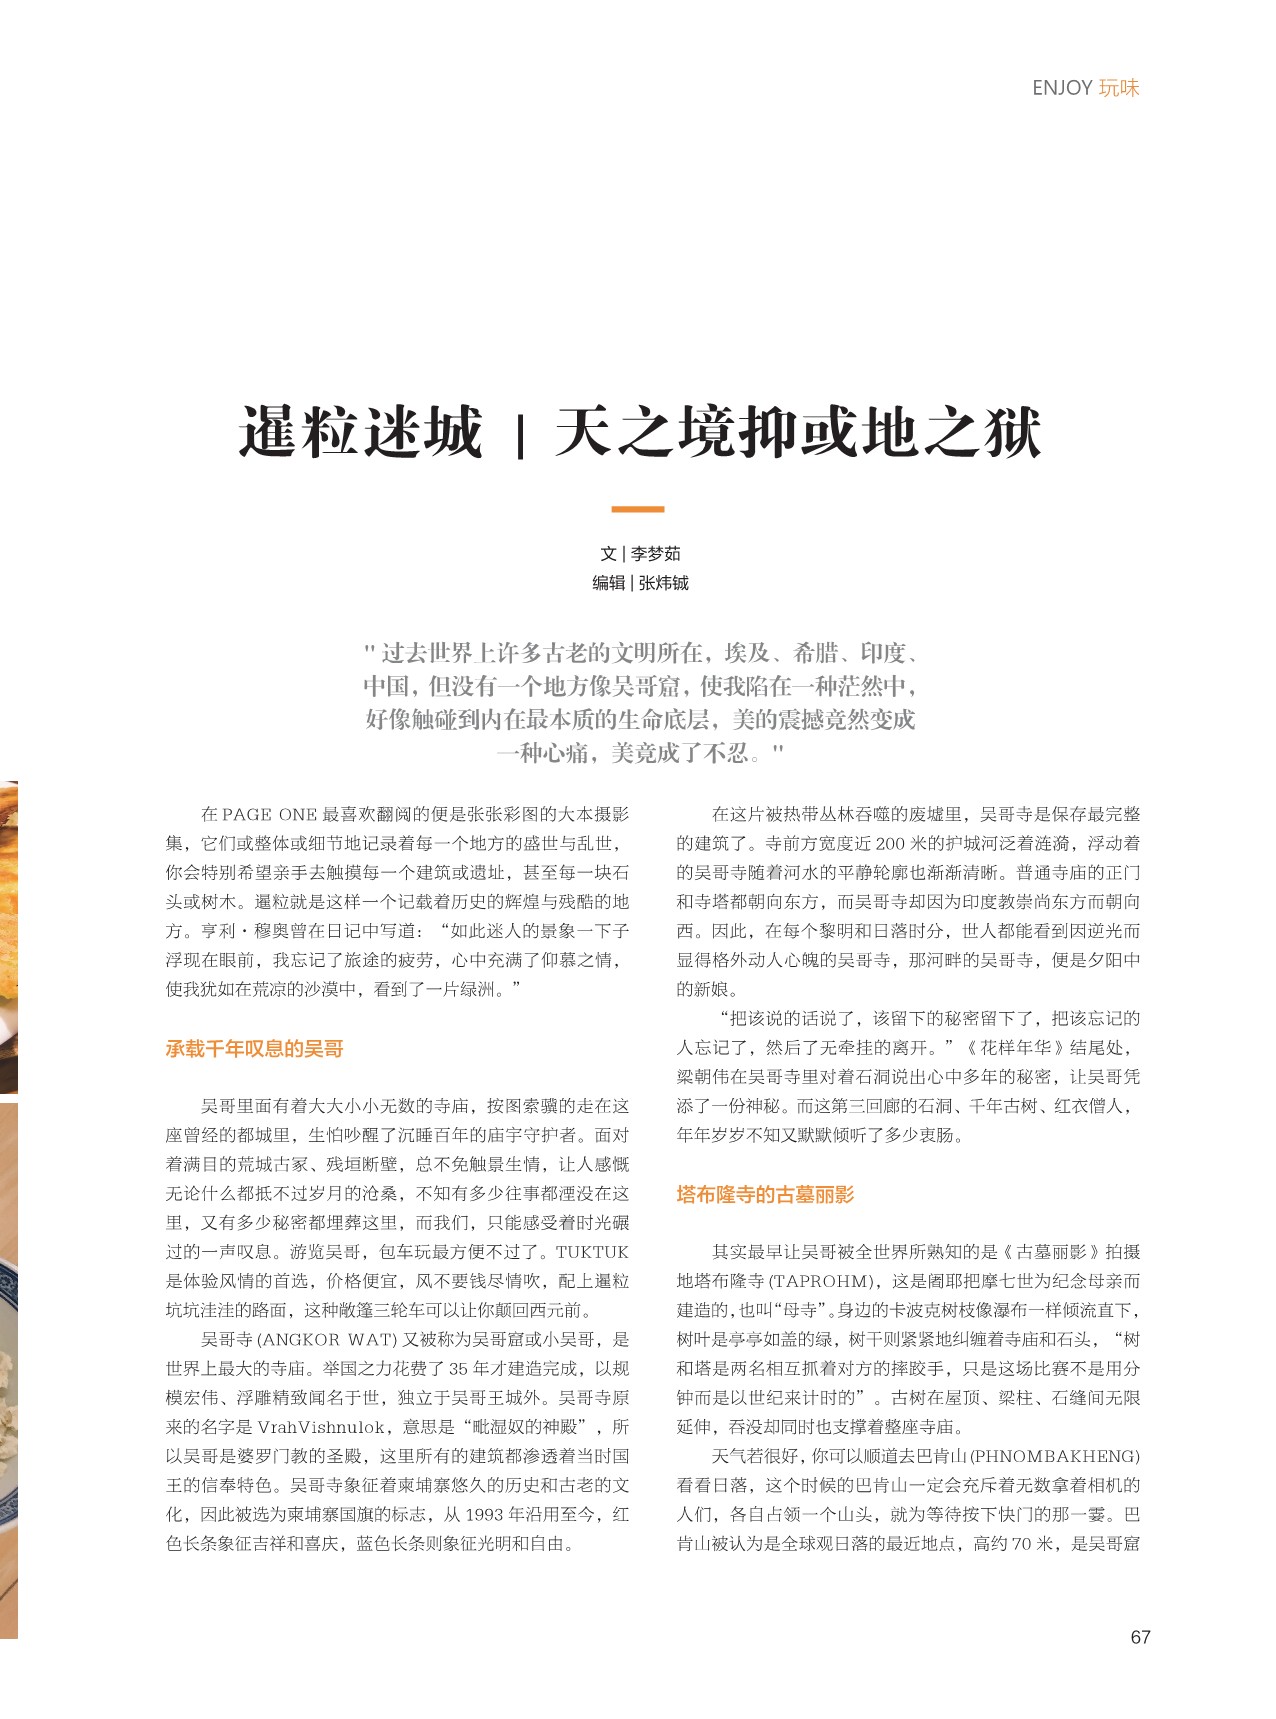 ENJOY 玩味
暹粒迷城 | 天之境抑或地之狱
文 | 李梦茹
编辑 | 张炜铖
" 过去世界上许多古老的文明所在，埃及、希腊、印度、
中国，但没有一个地方像吴哥窟，使我陷在一种茫然中，
好像触碰到内在最本质的生命底层，美的震撼竟然变成
一种心痛，美竟成了不忍。"
在 PAGE ONE 最喜欢翻阅的便是张张彩图的大本摄影
集，它们或整体或细节地记录着每一个地方的盛世与乱世，
你会特别希望亲手去触摸每一个建筑或遗址，甚至每一块石
头或树木。暹粒就是这样一个记载着历史的辉煌与残酷的地
方。亨利·穆奥曾在日记中写道：“如此迷人的景象一下子
浮现在眼前，我忘记了旅途的疲劳，心中充满了仰慕之情，
使我犹如在荒凉的沙漠中，看到了一片绿洲。”
承载千年叹息的吴哥
吴哥里面有着大大小小无数的寺庙，按图索骥的走在这
座曾经的都城里，生怕吵醒了沉睡百年的庙宇守护者。面对
着满目的荒城古冢、残垣断壁，总不免触景生情，让人感慨
无论什么都抵不过岁月的沧桑，不知有多少往事都湮没在这
里，又有多少秘密都埋葬这里，而我们，只能感受着时光碾
过的一声叹息。游览吴哥，包车玩最方便不过了。TUKTUK
是体验风情的首选，价格便宜，风不要钱尽情吹，配上暹粒
坑坑洼洼的路面，这种敞篷三轮车可以让你颠回西元前。
吴哥寺 (ANGKOR WAT) 又被称为吴哥窟或小吴哥，是
世界上最大的寺庙。举国之力花费了 35 年才建造完成，以规
模宏伟、浮雕精致闻名于世，独立于吴哥王城外。吴哥寺原
来的名字是 VrahVishnulok，意思是“毗湿奴的神殿”，所
以吴哥是婆罗门教的圣殿，这里所有的建筑都渗透着当时国
王的信奉特色。吴哥寺象征着柬埔寨悠久的历史和古老的文
化，因此被选为柬埔寨国旗的标志，从 1993 年沿用至今，红
色长条象征吉祥和喜庆，蓝色长条则象征光明和自由。
在这片被热带丛林吞噬的废墟里，吴哥寺是保存最完整
的建筑了。寺前方宽度近 200 米的护城河泛着涟漪，浮动着
的吴哥寺随着河水的平静轮廓也渐渐清晰。普通寺庙的正门
和寺塔都朝向东方，而吴哥寺却因为印度教崇尚东方而朝向
西。因此，在每个黎明和日落时分，世人都能看到因逆光而
显得格外动人心魄的吴哥寺，那河畔的吴哥寺，便是夕阳中
的新娘。
“把该说的话说了，该留下的秘密留下了，把该忘记的
人忘记了，然后了无牵挂的离开。”《花样年华》结尾处，
梁朝伟在吴哥寺里对着石洞说出心中多年的秘密，让吴哥凭
添了一份神秘。而这第三回廊的石洞、千年古树、红衣僧人，
年年岁岁不知又默默倾听了多少衷肠。
塔布隆寺的古墓丽影
其实最早让吴哥被全世界所熟知的是《古墓丽影》拍摄
地塔布隆寺 (TAPROHM)，这是阇耶把摩七世为纪念母亲而
建造的，也叫“母寺”。身边的卡波克树枝像瀑布一样倾流直下，
树叶是亭亭如盖的绿，树干则紧紧地纠缠着寺庙和石头，“树
和塔是两名相互抓着对方的摔胶手，只是这场比赛不是用分
钟而是以世纪来计时的” 。古树在屋顶、梁柱、石缝间无限
延伸，吞没却同时也支撑着整座寺庙。
天气若很好，你可以顺道去巴肯山 (PHNOMBAKHENG)
看看日落，这个时候的巴肯山一定会充斥着无数拿着相机的
人们，各自占领一个山头，就为等待按下快门的那一霎。巴
肯山被认为是全球观日落的最近地点，高约 70 米，是吴哥窟
67